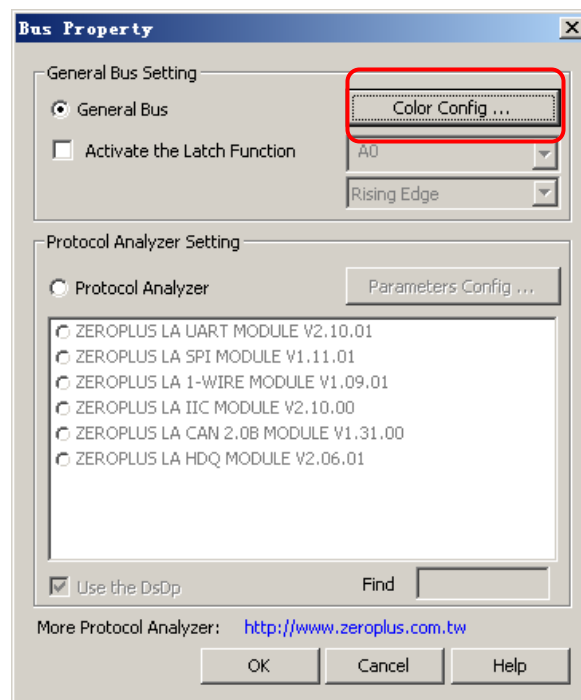 Bus Property
General Bus Setting
General Bus
Color Config ...
Activate the Latch Function
A0
Rising Edge
Protocol Analyzer Setting
Protocol Analyzer
Parameters Config ...
ZEROPLUS LA UART MODULE V2.10.01
ZEROPLUS LA SPI MODULE V1.11.01
ZEROPLUS LA 1-WIRE MODULE V1.09.01
ZEROPLUS LA IIC MODULE V2.10.00
ZEROPLUS LA CAN 2.0B MODULE V1.31.00
ZEROPLUS LA HDQ MODULE V2.06.01
Use the DsDp
Find
More Protocol Analyzer: http://www.zeroplus.com.tw
OK Cancel Help